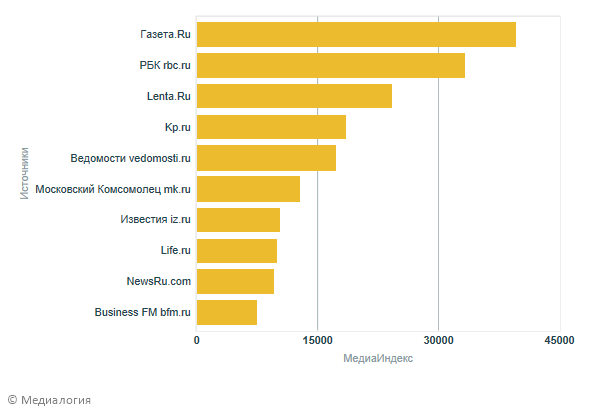 Газета.Ru
РБК rbc.ru
Lenta.Ru
Kp.ru
Ведомости vedomosti.ru
Московский Комсомолец mk.ru
Известия iz.ru
Life.ru
NewsRu.com
Business FM bfm.ru
Источники
0 15000 30000 45000
МедиаИндекс
© Медиалогия